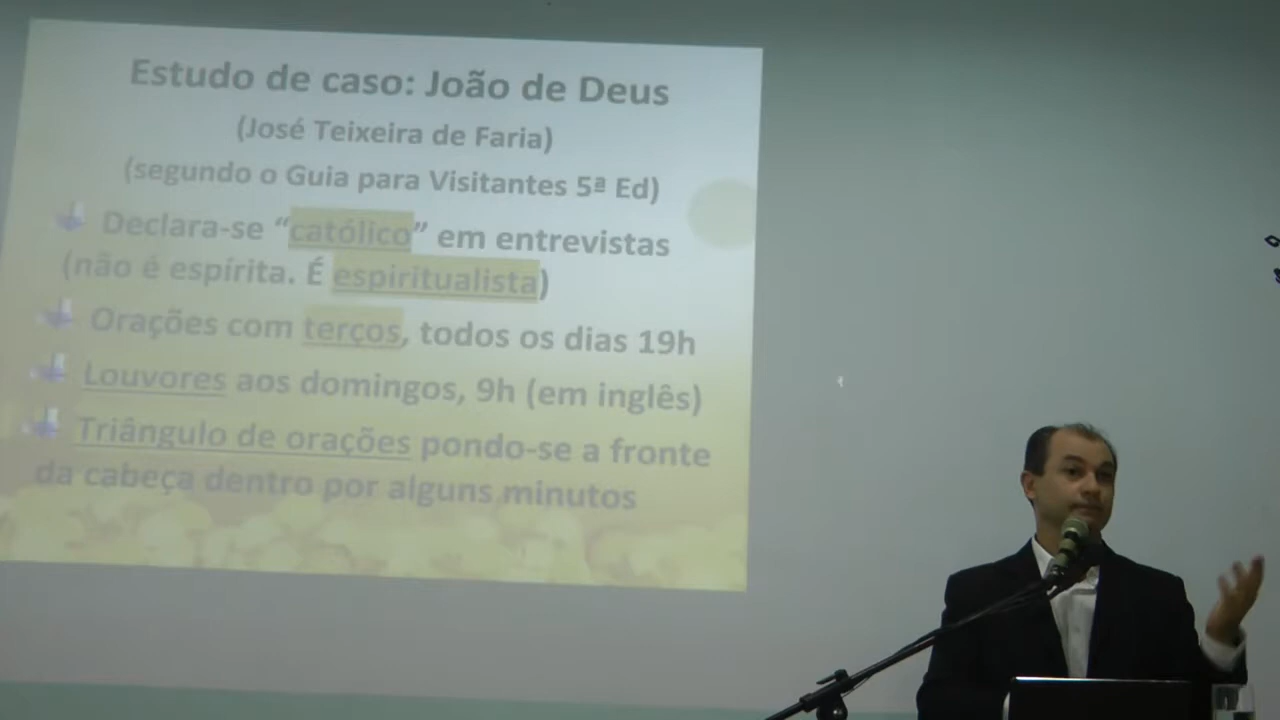 Estudo de caso: João de Deus
(José Teixeira de Faria)
(segundo o Guia para Visitantes 5ª Ed)
Declara-se “católico” em entrevistas
(não é espírita. É espiritualista)
Orações com terços, todos os dias 19h
Louvores aos domingos, 9h (em inglês)
Triângulo de orações pondo-se a fronte
da cabeça dentro por alguns minutos